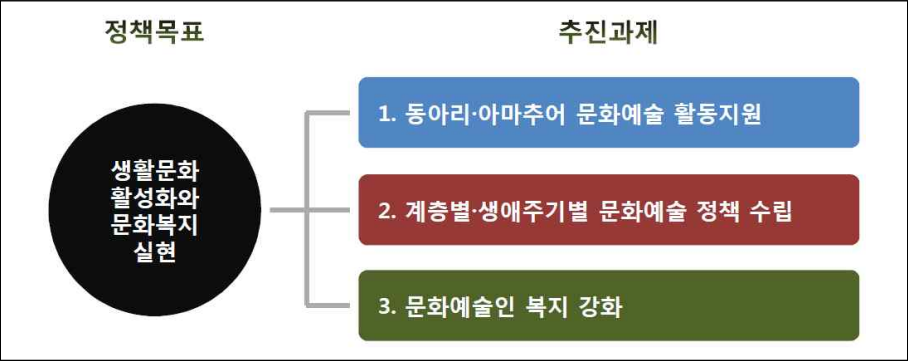 정책목표
추진과제
생활문화
활성화와
문화복지
실현
1. 동아리·아마추어 문화예술 활동지원
2. 계층별·생애주기별 문화예술 정책 수립
3. 문화예술인 복지 강화